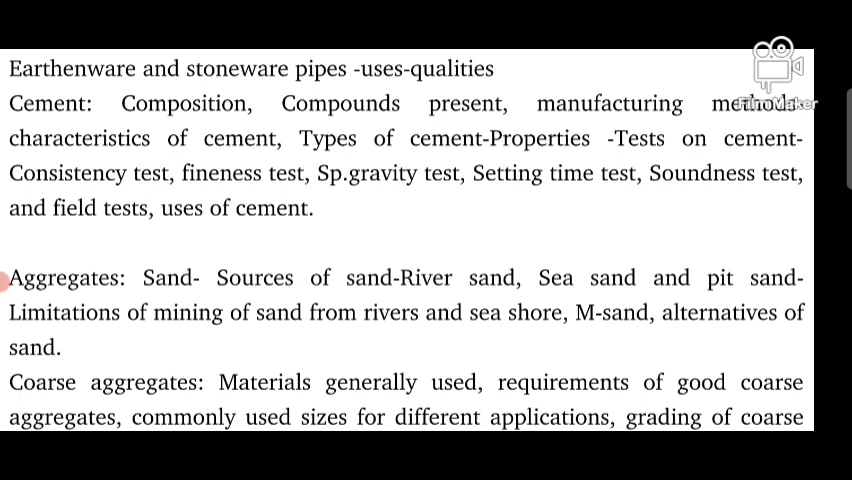 Earthenware and stoneware pipes -uses-qualities
Cement: Composition, Compounds present, manufacturing methods-
characteristics of cement, Types of cement-Properties -Tests on cement-
Consistency test, fineness test, Sp.gravity test, Setting time test, Soundness test,
and field tests, uses of cement.
Aggregates: Sand- Sources of sand-River sand, Sea sand and pit sand-
Limitations of mining of sand from rivers and sea shore, M-sand, alternatives of
sand.
Coarse aggregates: Materials generally used, requirements of good coarse
aggregates, commonly used sizes for different applications, grading of coarse
FilmMaker